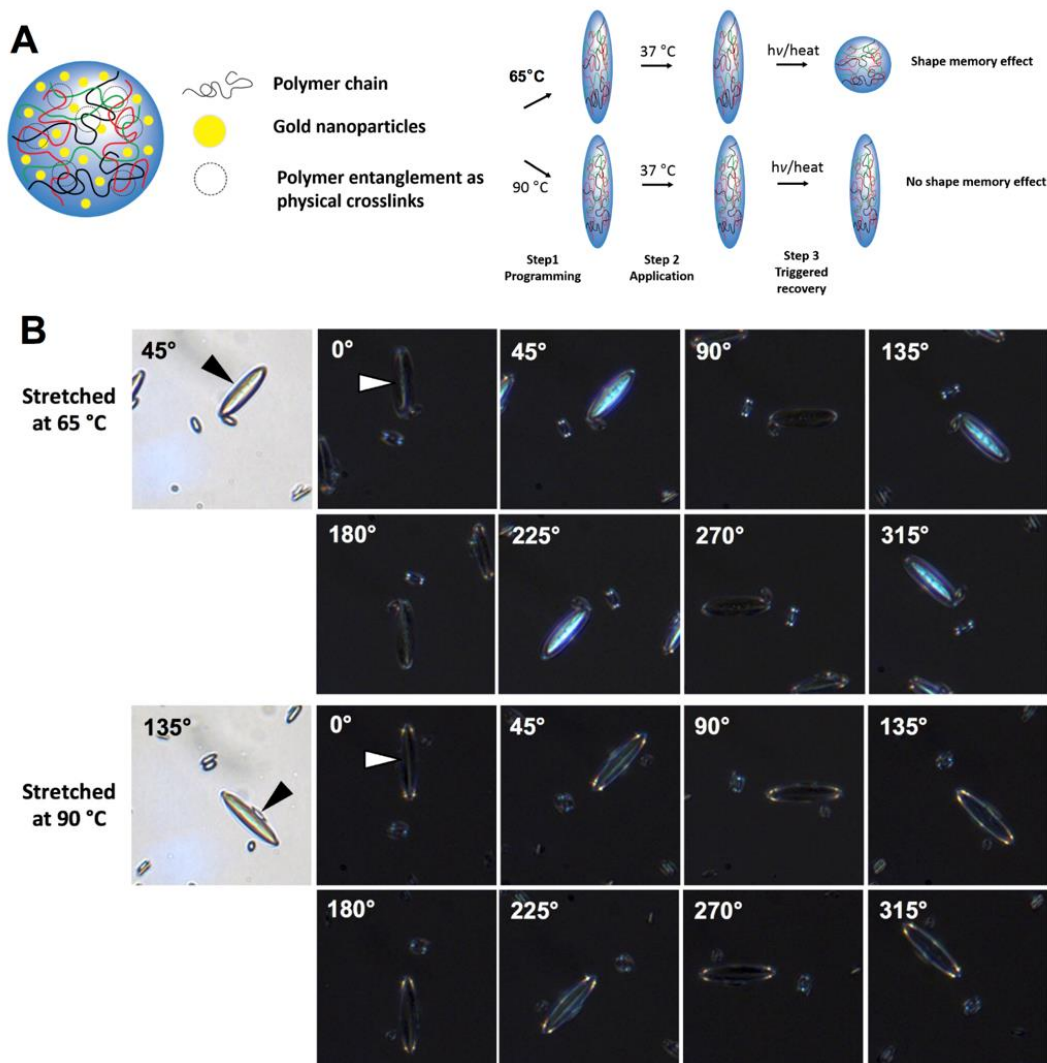 A
Polymer chain
Gold nanoparticles
Polymer entanglement as
physical crosslinks
65°C
37 °C
hν/heat
Shape memory effect
90 °C
37 °C
hν/heat
No shape memory effect
Step1
Programming
Step 2
Application
Step 3
Triggered
recovery
B
Stretched
at 65 °C
45°
0°
45°
90°
135°
180°
225°
270°
315°
Stretched
at 90 °C
135°
0°
45°
90°
135°
180°
225°
270°
315°